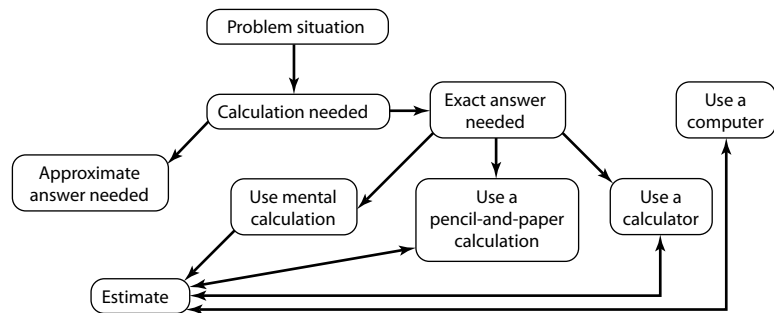 Problem situation
Calculation needed
Exact answer
needed
Use a
computer
Approximate
answer needed
Use mental
calculation
Use a
pencil-and-paper
calculation
Use a
calculator
Estimate